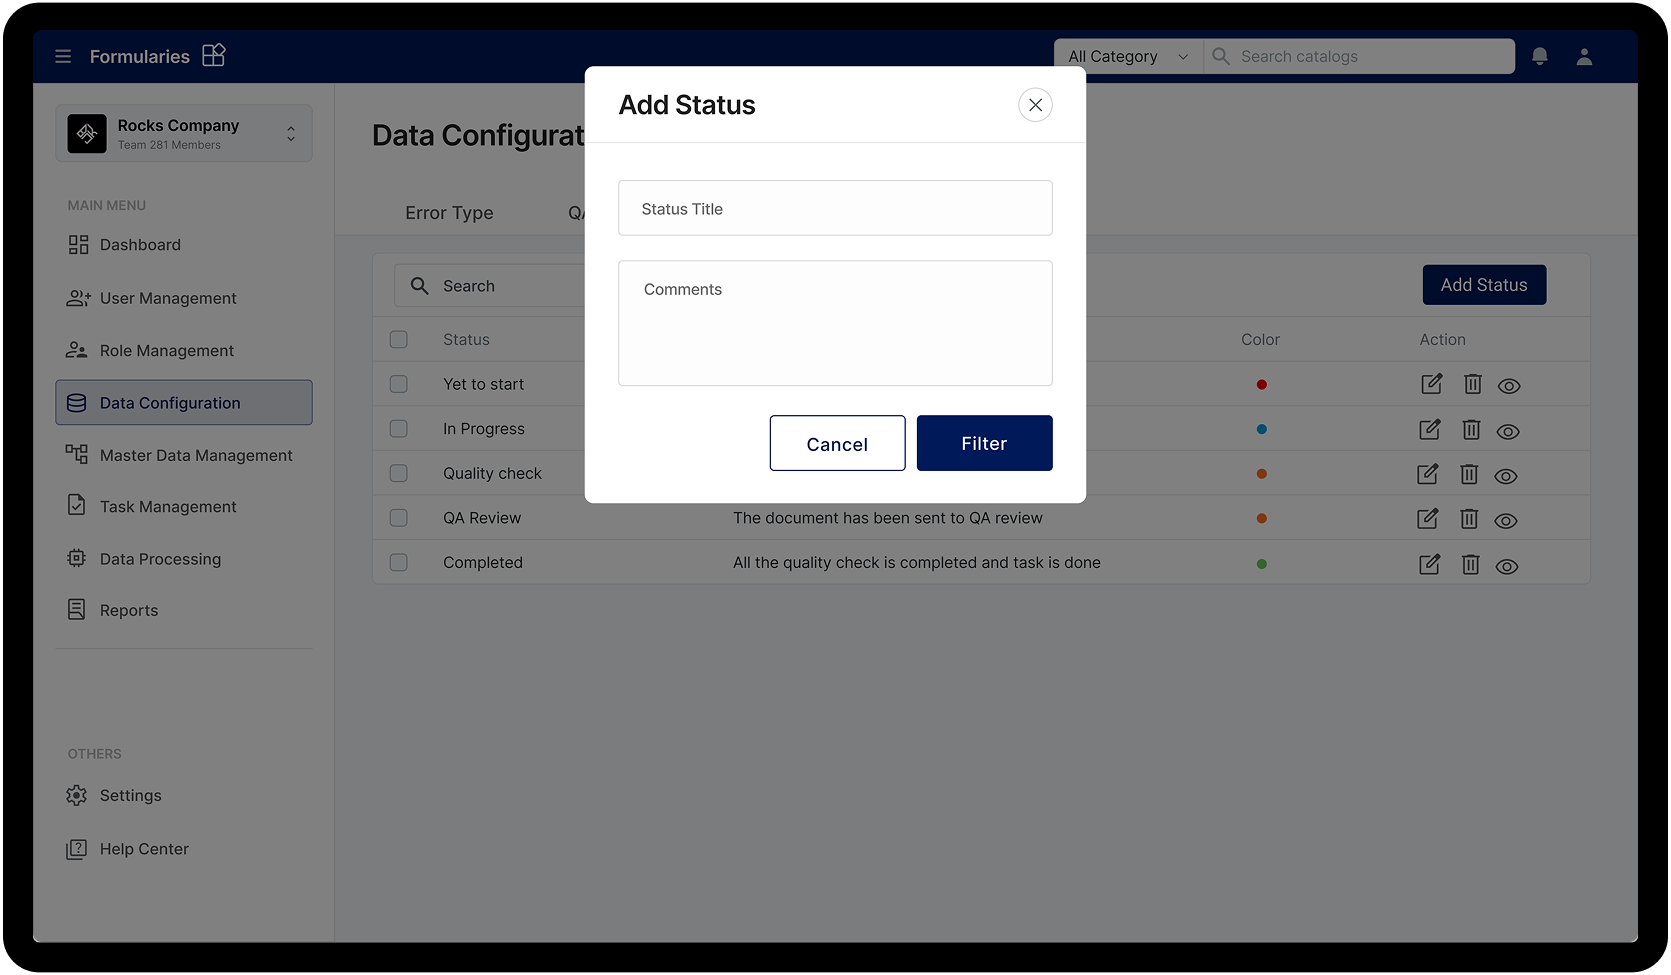 Formularies
All Category
Search catalogs
Rocks Company
Team 281 Members
MAIN MENU
Dashboard
User Management
Role Management
Data Configuration
Master Data Management
Task Management
Data Processing
Reports
OTHERS
Settings
Help Center
Data Configurat
Error Type
Search
Add Status
Status
Color
Action
Yet to start
In Progress
Quality check
QA Review
The document has been sent to QA review
Completed
All the quality check is completed and task is done
Add Status
Status Title
Comments
Cancel
Filter